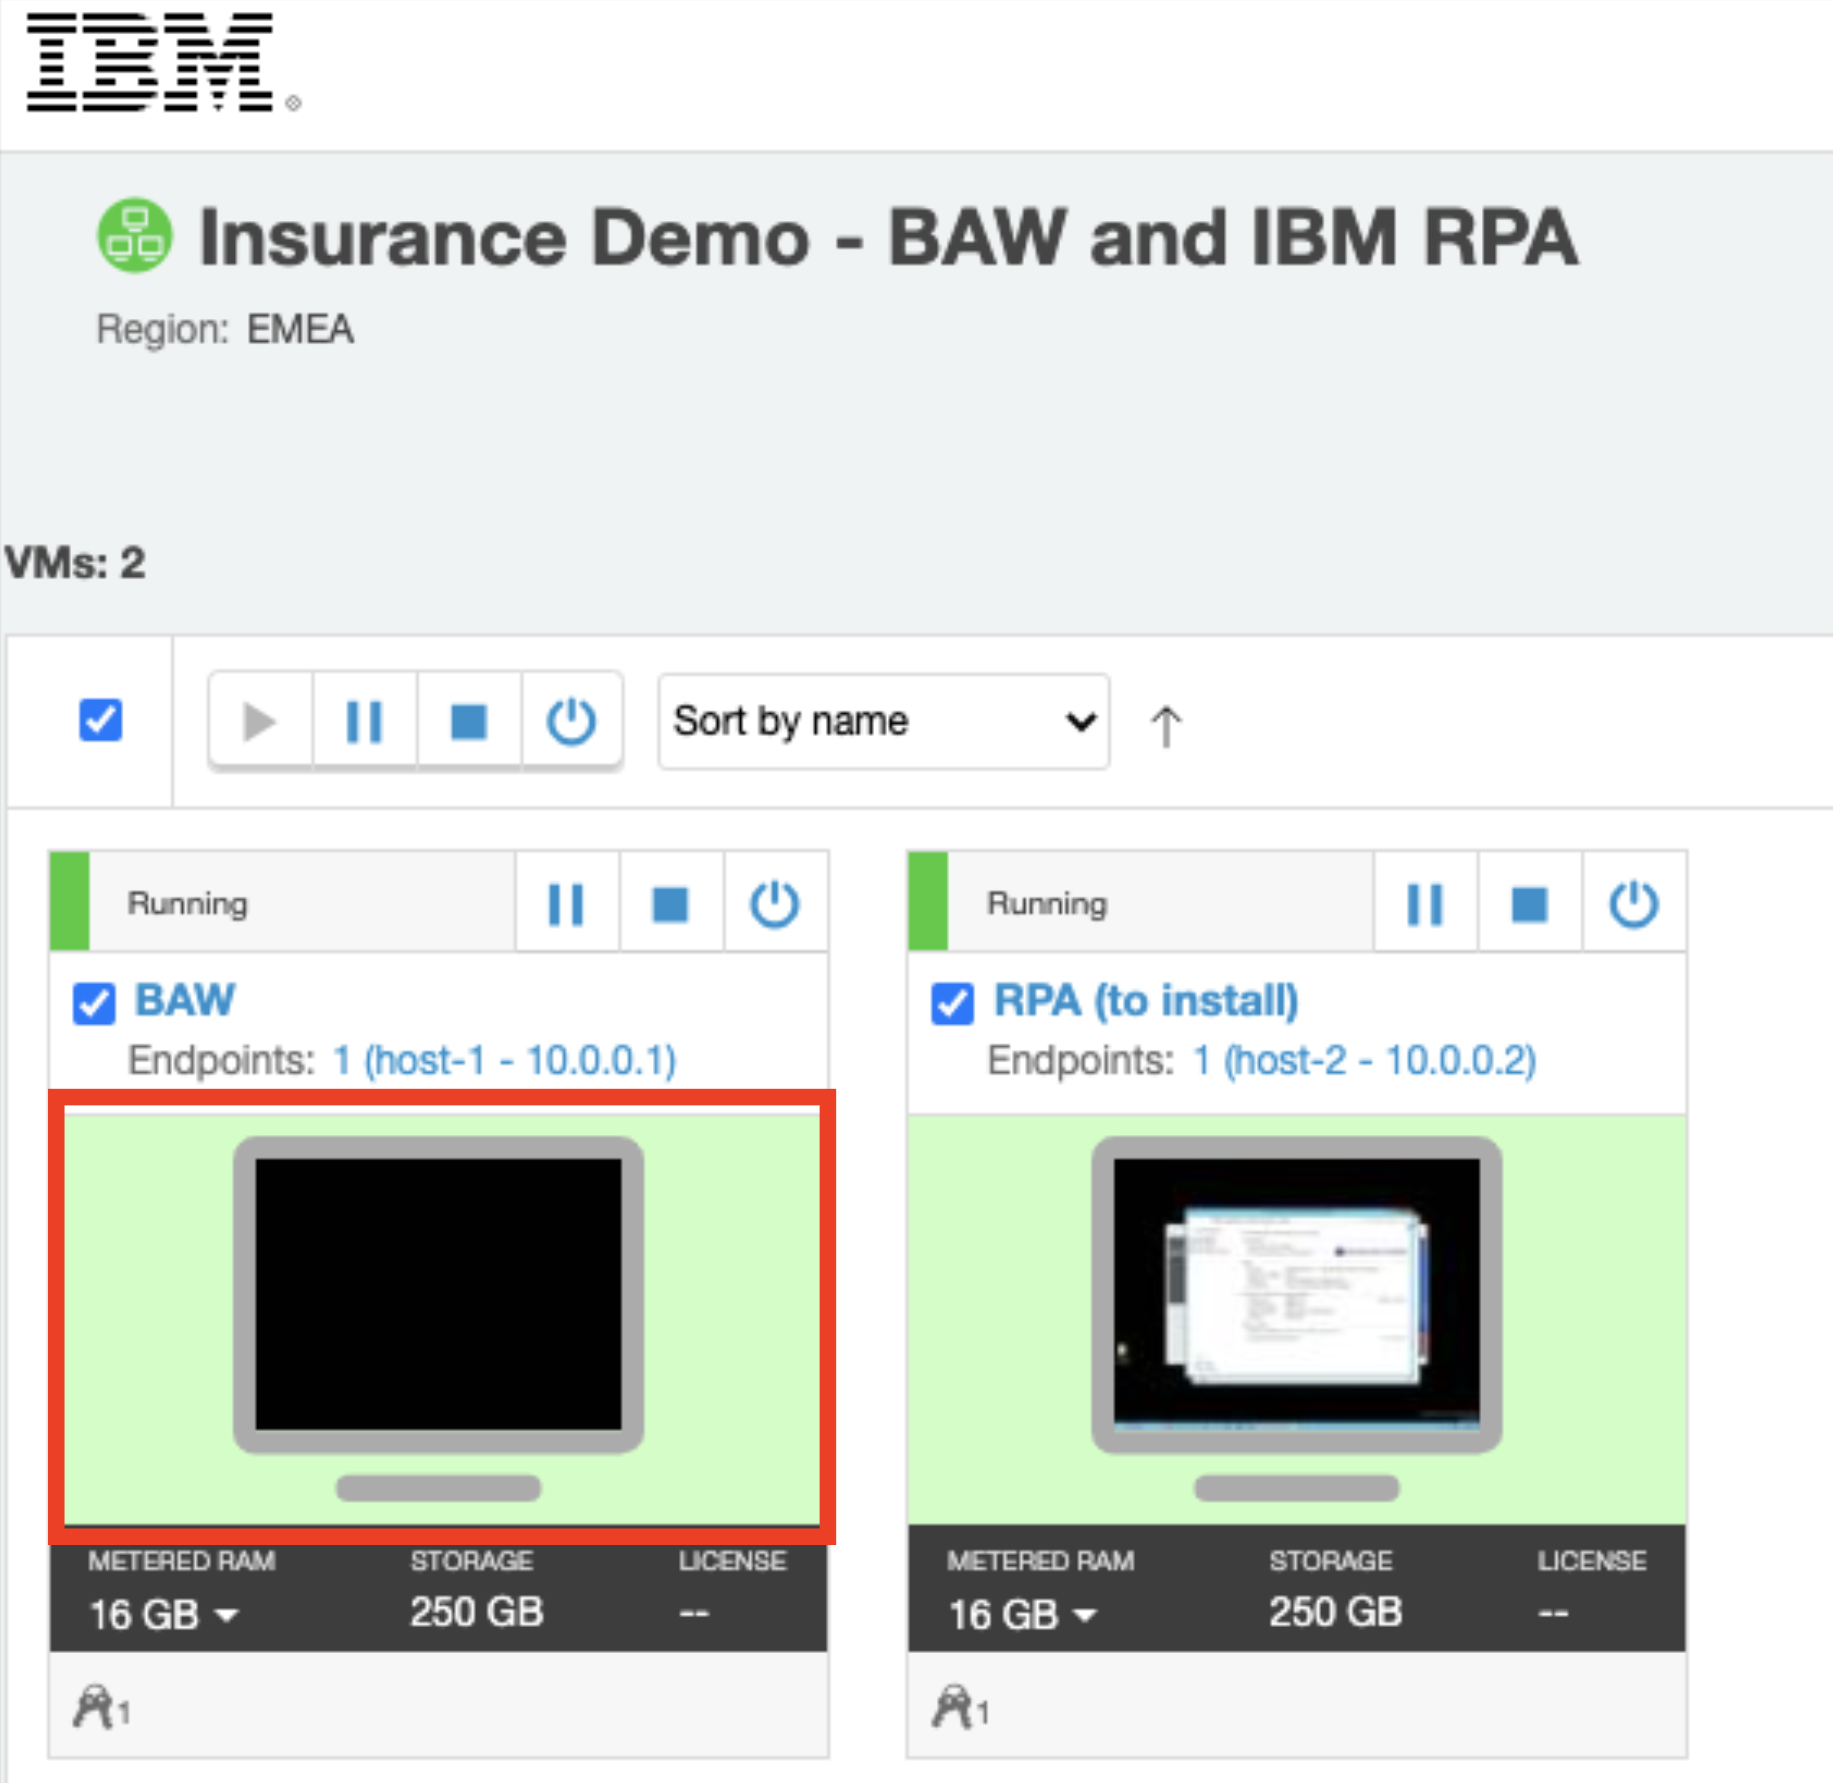 IBM®
Insurance Demo - BAW and IBM RPA
Region: EMEA
VMs: 2
Sort by name
Running
BAW
Endpoints: 1 (host-1 - 10.0.0.1)
METERED RAM STORAGE LICENSE
16 GB 250 GB --
1
Running
RPA (to install)
Endpoints: 1 (host-2 - 10.0.0.2)
METERED RAM STORAGE LICENSE
16 GB 250 GB --
1